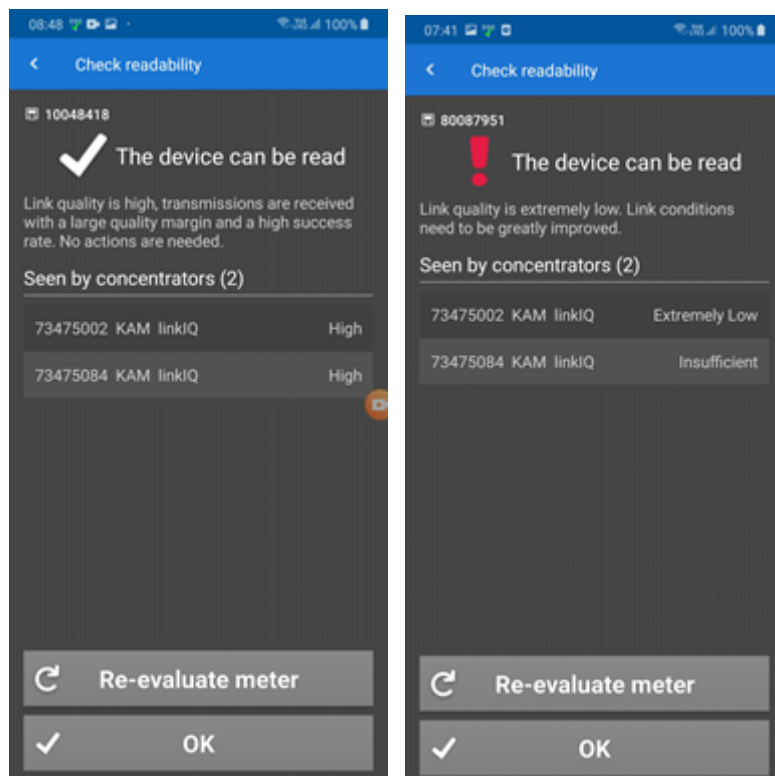 08:48 100%
Check readability
10048418
The device can be read
Link quality is high, transmissions are received
with a large quality margin and a high success
rate. No actions are needed.
Seen by concentrators (2)
73475002 KAM linkIQ High
73475084 KAM linkIQ High
Re-evaluate meter
OK
07:41 100%
Check readability
80087951
The device can be read
Link quality is extremely low. Link conditions
need to be greatly improved.
Seen by concentrators (2)
73475002 KAM linkIQ Extremely Low
73475084 KAM linkIQ Insufficient
Re-evaluate meter
OK